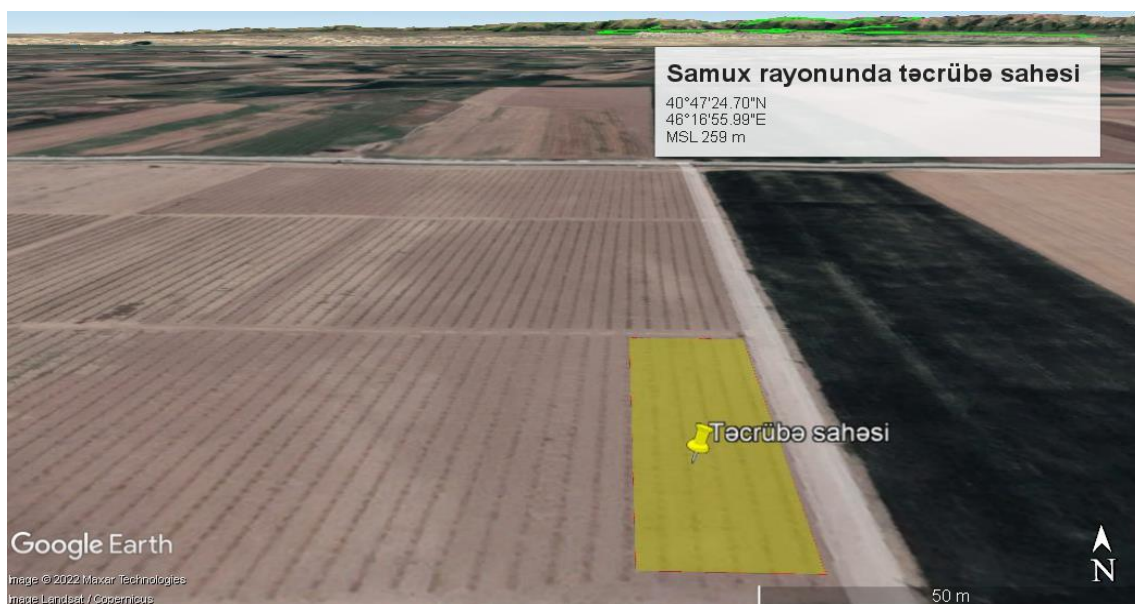 Samux rayonunda təcrübə sahəsi
40°47'24.70"N
46°16'55.99"E
MSL 259 m
Təcrübə sahəsi
Google Earth
Image © 2022 Maxar Technologies
Image Landsat / Copernicus
N
50 m